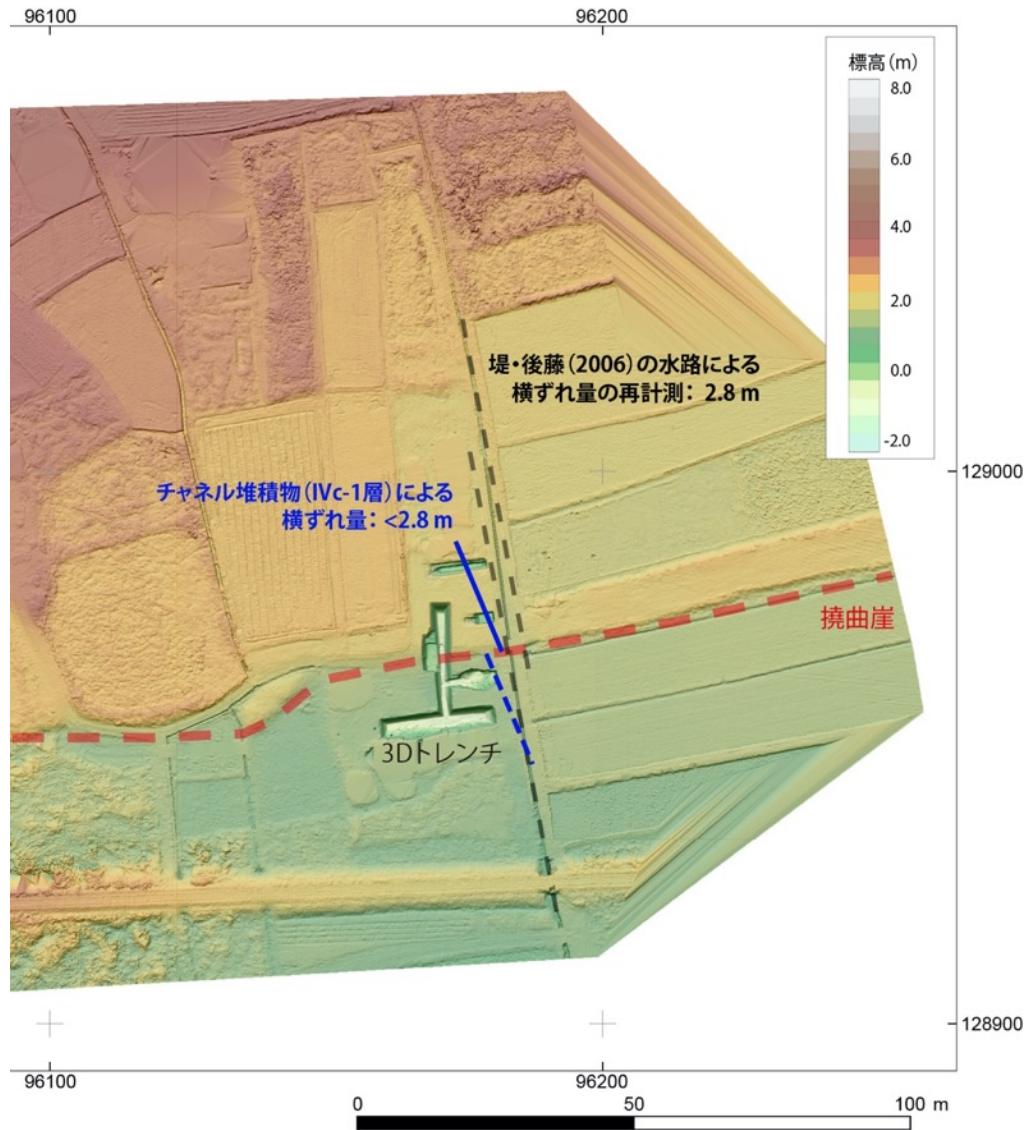 96100
96200
標高(m)
8.0
6.0
4.0
2.0
0.0
-2.0
堤・後藤(2006)の水路による
横ずれ量の再計測: 2.8 m
129000
チャネル堆積物(IVc-1層)による
横ずれ量: <2.8 m
撓曲崖
3Dトレンチ
128900
96100
96200
0
50
100 m